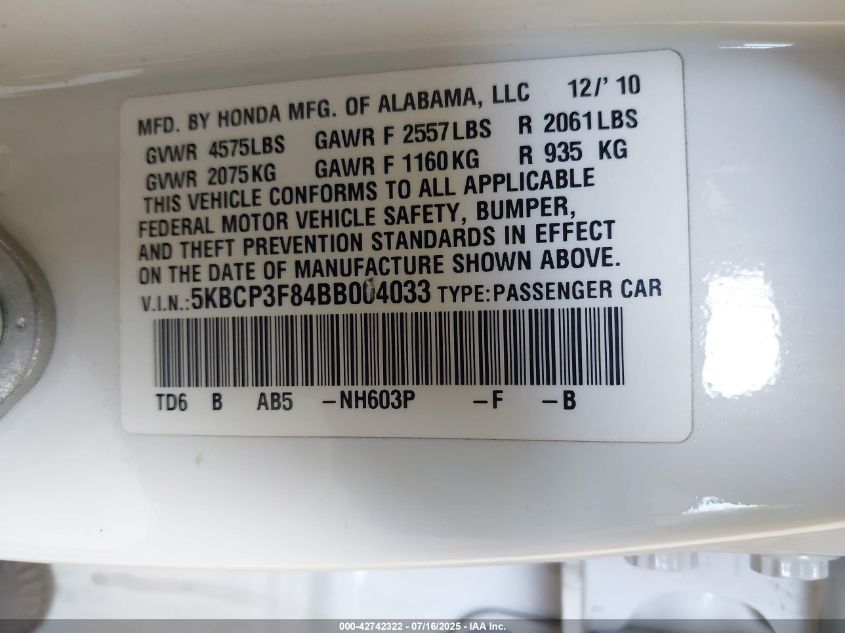 MFD. BY HONDA MFG. OF ALABAMA, LLC 12/' 10
GVWR 4575LBS GAWR F 2557LBS R 2061LBS
GVWR 2075KG GAWR F 1160KG R 935 KG
THIS VEHICLE CONFORMS TO ALL APPLICABLE
FEDERAL MOTOR VEHICLE SAFETY, BUMPER,
AND THEFT PREVENTION STANDARDS IN EFFECT
ON THE DATE OF MANUFACTURE SHOWN ABOVE.
V.I.N.:5KBCP3F84BB004033 TYPE:PASSENGER CAR
TD6 B AB5 -NH603P -F -B
000-42742322 - 07/16/2025 - IAA Inc.